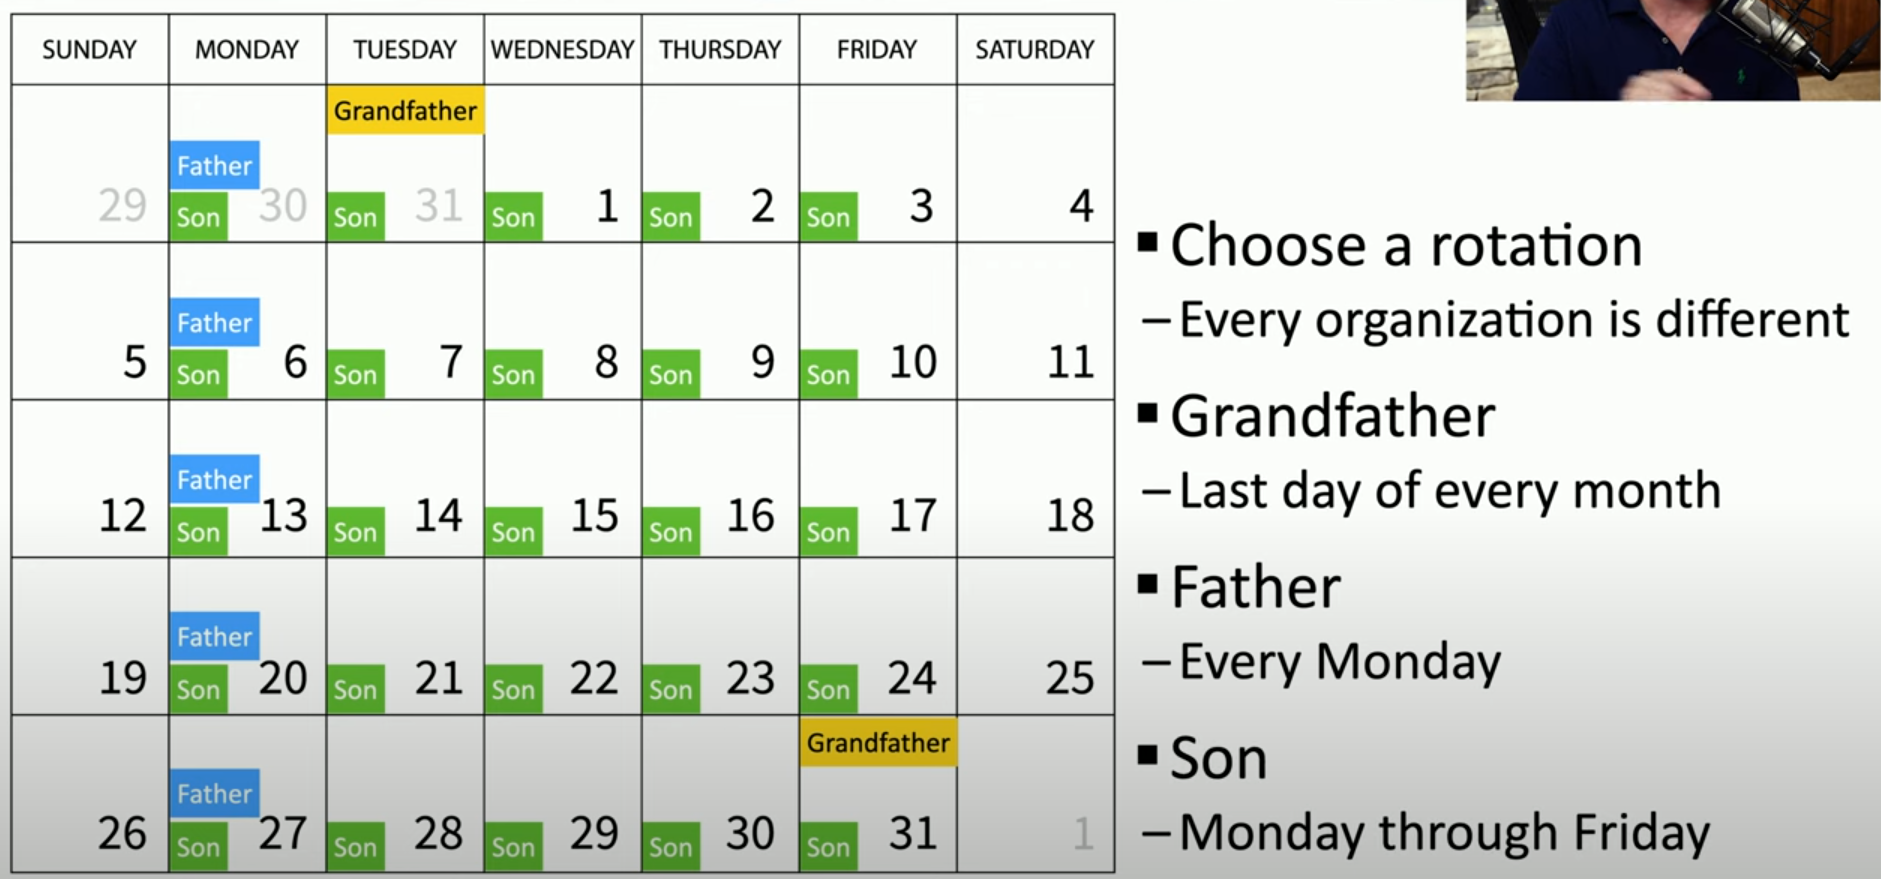 SUNDAY MONDAY TUESDAY WEDNESDAY THURSDAY FRIDAY SATURDAY
Grandfather
Father
29 Son 30 Son 31 Son 1 Son 2 Son 3 4
Father
5 Son 6 Son 7 Son 8 Son 9 Son 10 11
Father
12 Son 13 Son 14 Son 15 Son 16 Son 17 18
Father
19 Son 20 Son 21 Son 22 Son 23 Son 24 25
Grandfather
Father
26 Son 27 Son 28 Son 29 Son 30 Son 31 1
▪ Choose a rotation
– Every organization is different
▪ Grandfather
– Last day of every month
▪ Father
– Every Monday
▪ Son
– Monday through Friday